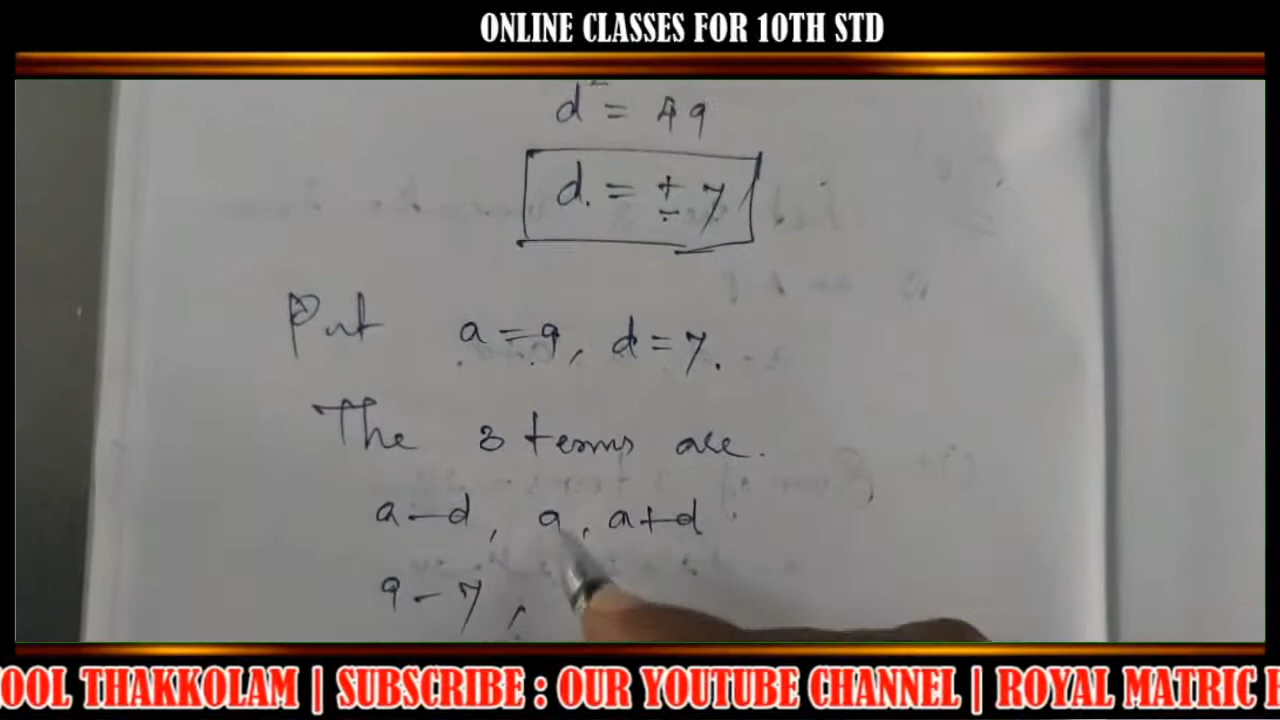 ONLINE CLASSES FOR 10TH STD
d² = 49
d. = ± 7
Put a = 9, d = 7.
The 3 terms are.
a - d, a, a + d
9 - 7,
OOL THAKKOLAM | SUBSCRIBE : OUR YOUTUBE CHANNEL | ROYAL MATRIC